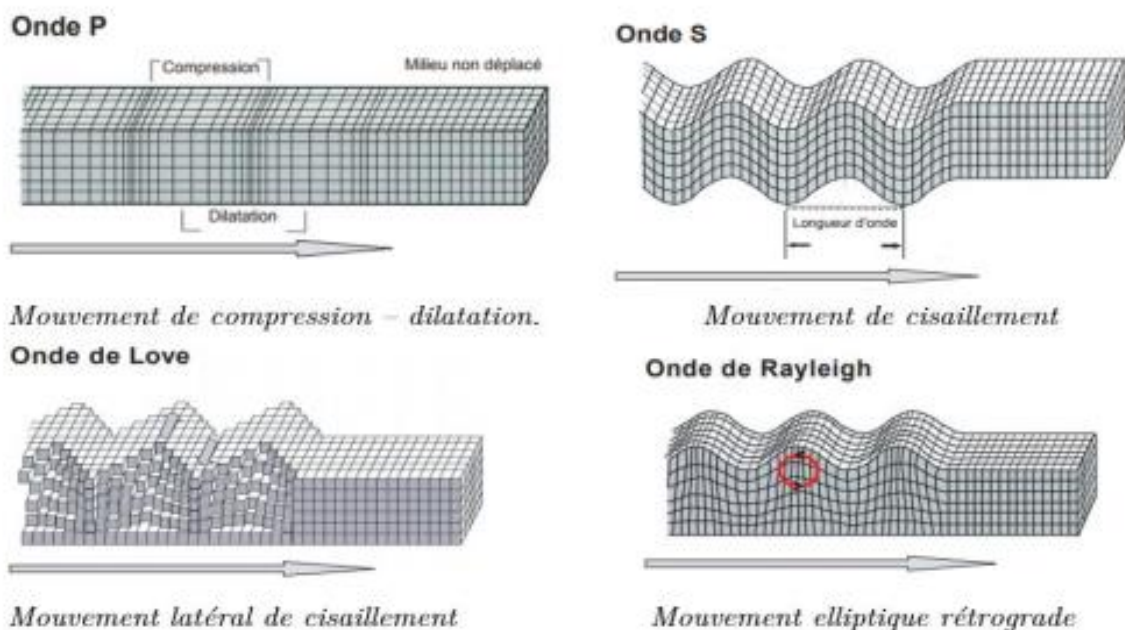 Onde P
Compression
Milieu non déplacé
Dilatation
Mouvement de compression – dilatation.
Onde S
Longueur d'onde
Mouvement de cisaillement
Onde de Love
Mouvement latéral de cisaillement
Onde de Rayleigh
Mouvement elliptique rétrograde